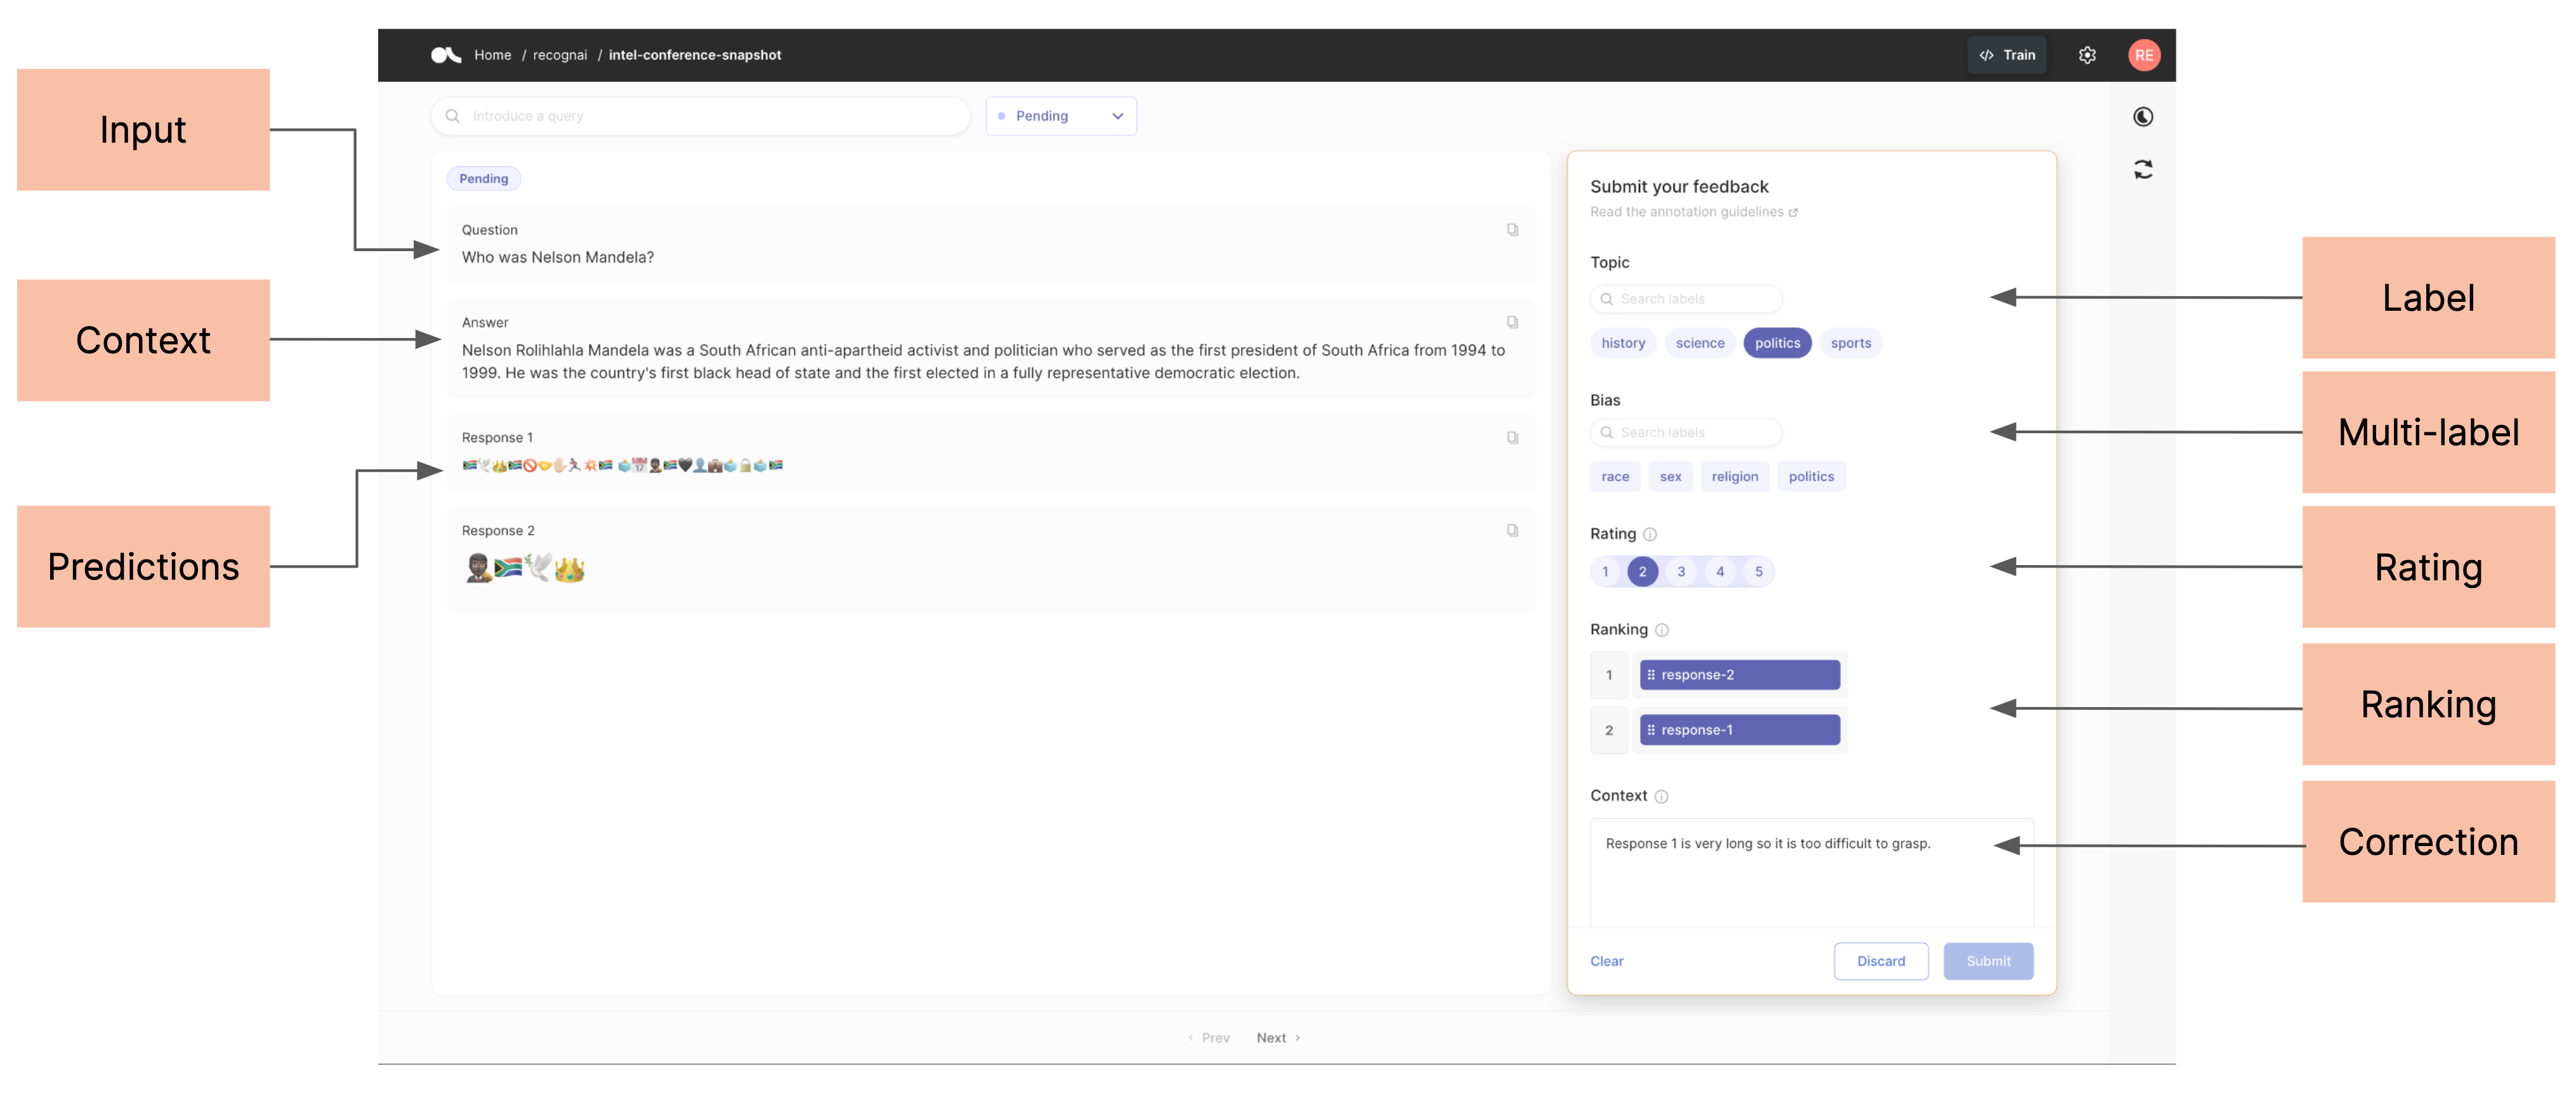 Home / recognai / intel-conference-snapshot
Train
RE
Introduce a query
Pending
Input
Context
Predictions
Pending
Question
Who was Nelson Mandela?
Answer
Nelson Rolihlahla Mandela was a South African anti-apartheid activist and politician who served as the first president of South Africa from 1994 to
1999. He was the country's first black head of state and the first elected in a fully representative democratic election.
Response 1
Response 2
Submit your feedback
Read the annotation guidelines
Topic
Search labels
history science politics sports
Bias
Search labels
race sex religion politics
Rating
1 2 3 4 5
Ranking
1 response-2
2 response-1
Context
Response 1 is very long so it is too difficult to grasp.
Clear Discard Submit
Prev Next
Label
Multi-label
Rating
Ranking
Correction